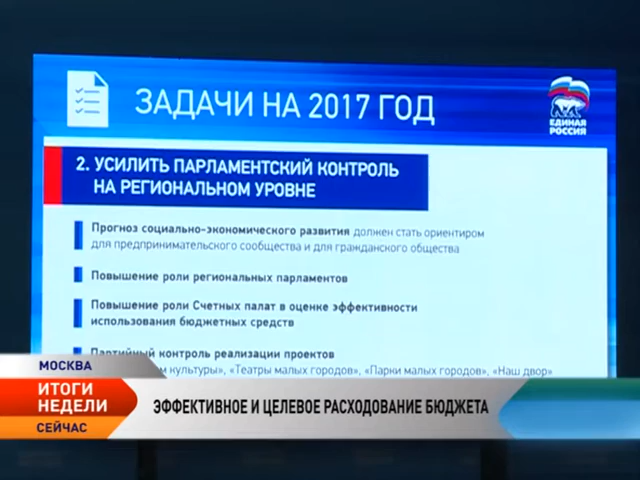 ЗАДАЧИ НА 2017 ГОД
ЕДИНАЯ
РОССИЯ
2. УСИЛИТЬ ПАРЛАМЕНТСКИЙ КОНТРОЛЬ
НА РЕГИОНАЛЬНОМ УРОВНЕ
Прогноз социально-экономического развития должен стать ориентиром
для предпринимательского сообщества и для гражданского общества
Повышение роли региональных парламентов
Повышение роли Счетных палат в оценке эффективности
использования бюджетных средств
Партийный контроль реализации проектов
культуры», «Театры малых городов», «Парки малых городов», «Наш двор»
МОСКВА
ИТОГИ
НЕДЕЛИ
СЕЙЧАС
ЭФФЕКТИВНОЕ И ЦЕЛЕВОЕ РАСХОДОВАНИЕ БЮДЖЕТА